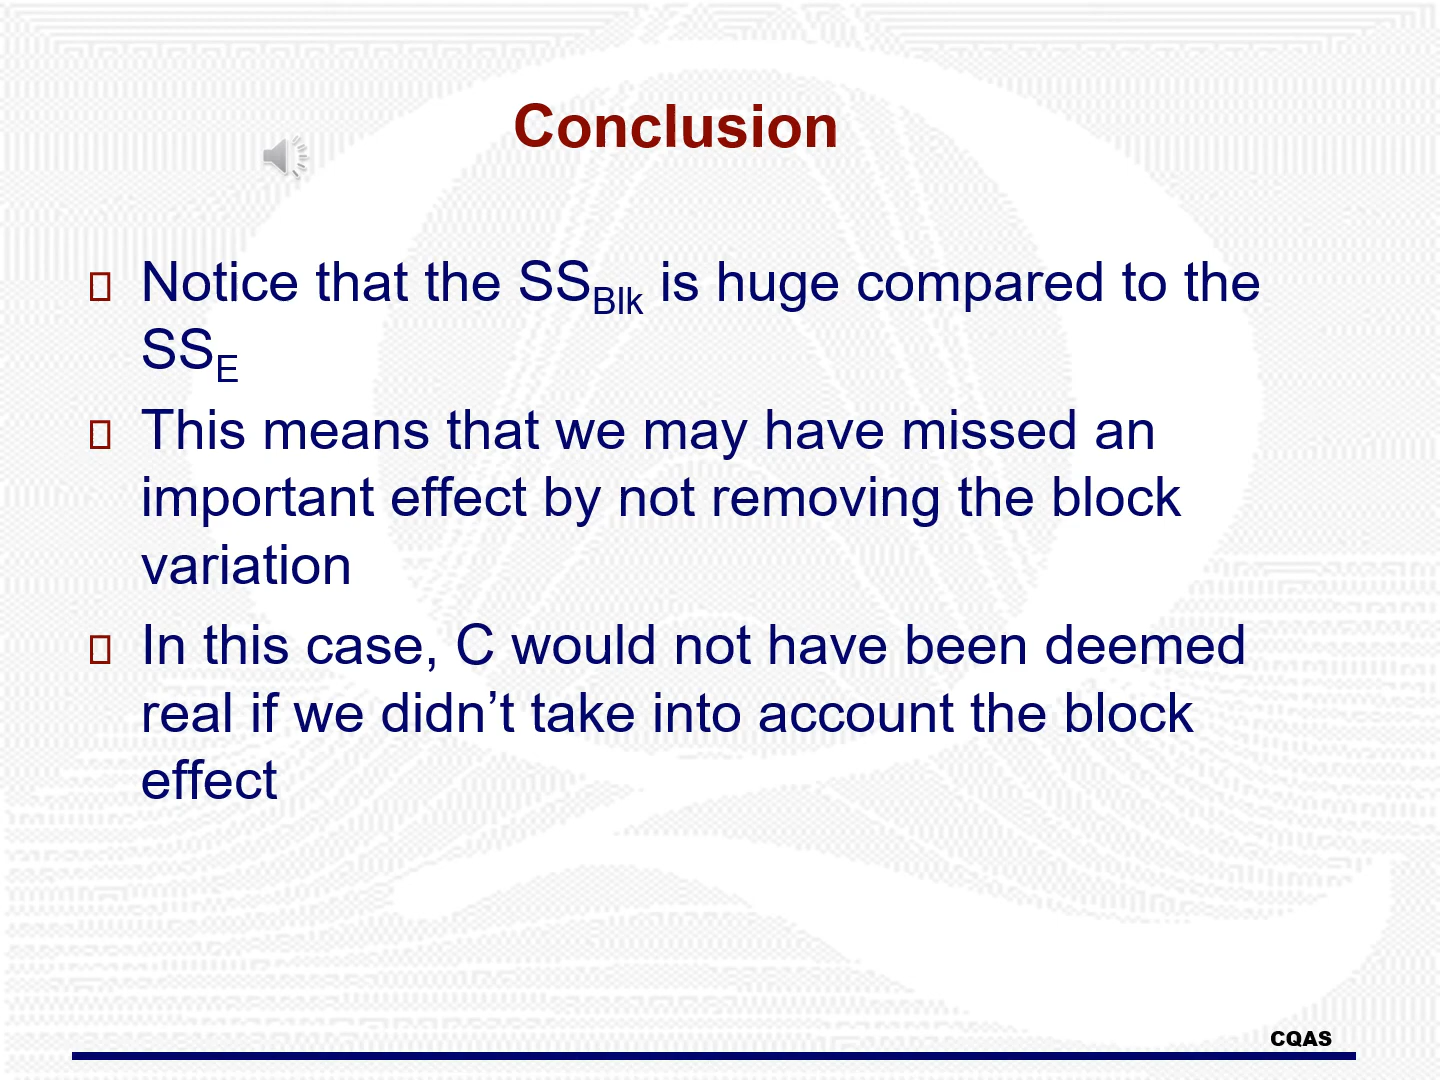 Conclusion
Notice that the SSBlk is huge compared to the
SSE
This means that we may have missed an
important effect by not removing the block
variation
In this case, C would not have been deemed
real if we didn’t take into account the block
effect
CQAS